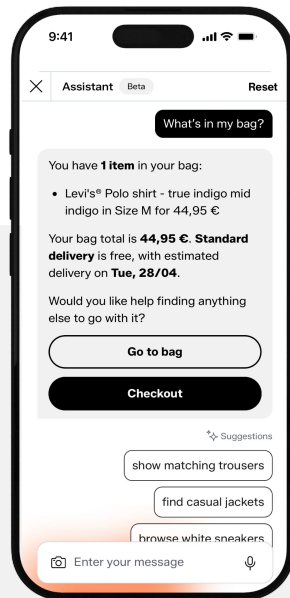 9:41
Assistant Beta Reset
What's in my bag?
You have 1 item in your bag:
• Levi's® Polo shirt - true indigo mid
indigo in Size M for 44,95 €
Your bag total is 44,95 €. Standard
delivery is free, with estimated
delivery on Tue, 28/04.
Would you like help finding anything
else to go with it?
Go to bag
Checkout
Suggestions
show matching trousers
find casual jackets
browse white sneakers
Enter your message